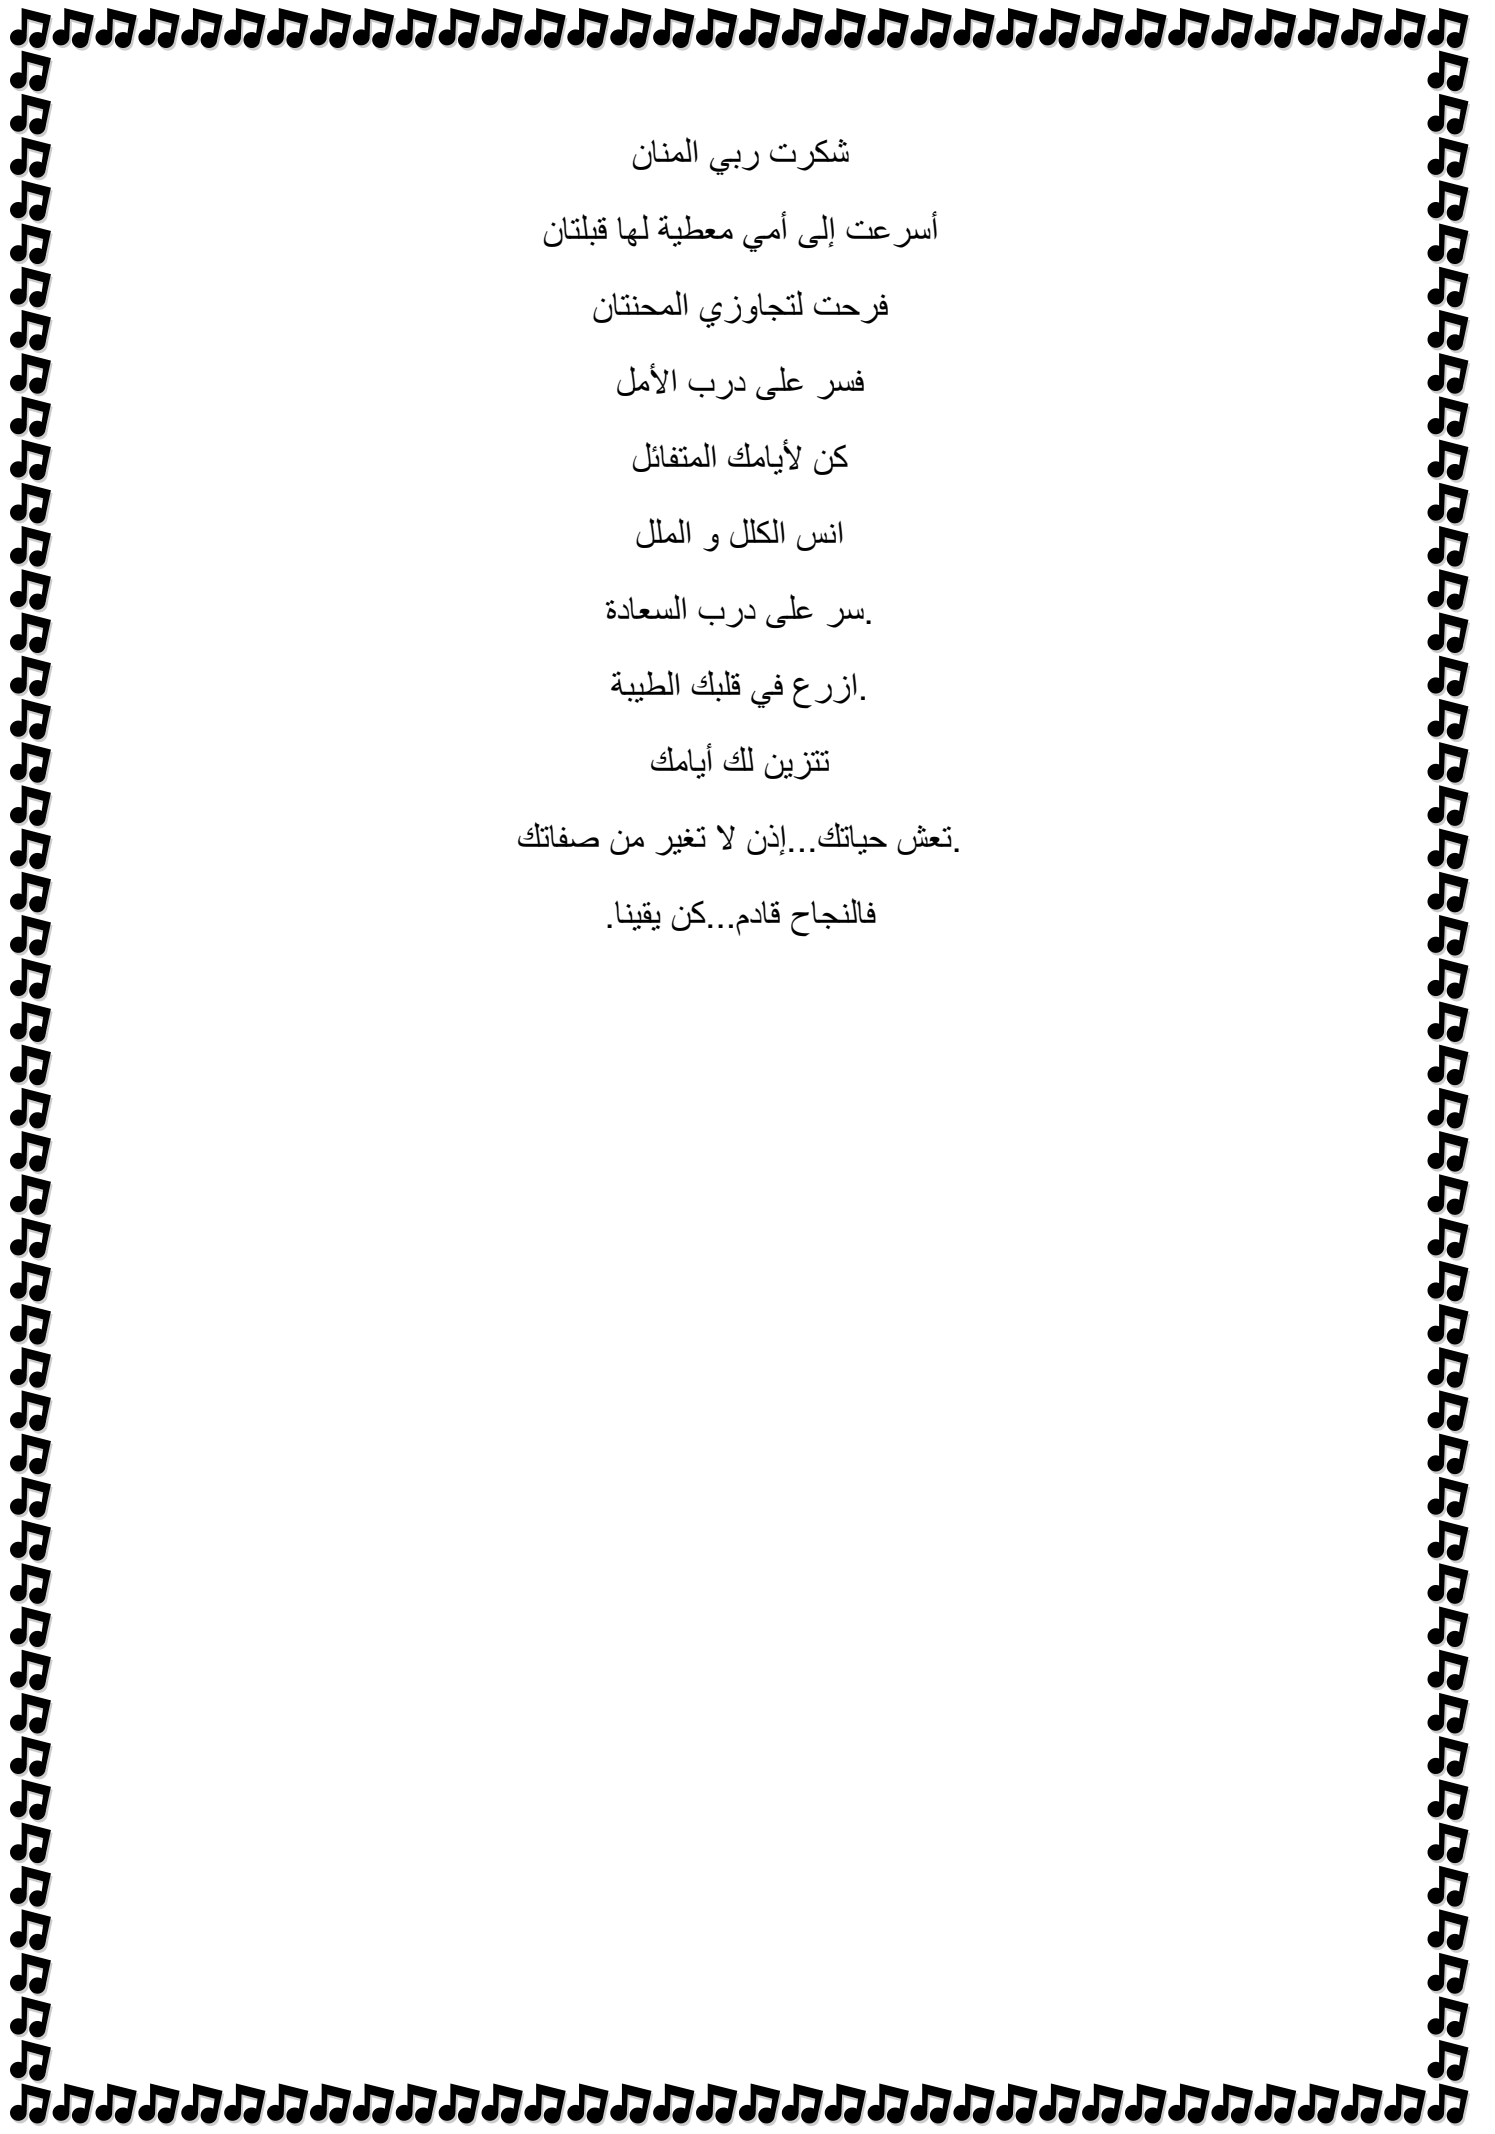 شكرت ربي المنان
أسرعت إلى أمي معطية لها قبلتان
فرحت لتجاوزي المحنتان
فسر على درب الأمل
كن لأيامك المتفائل
انس الكلل و الملل
.سر على درب السعادة
.ازرع في قلبك الطيبة
تتزين لك أيامك
.تعش حياتك...إذن لا تغير من صفاتك
فالنجاح قادم...كن يقينا.